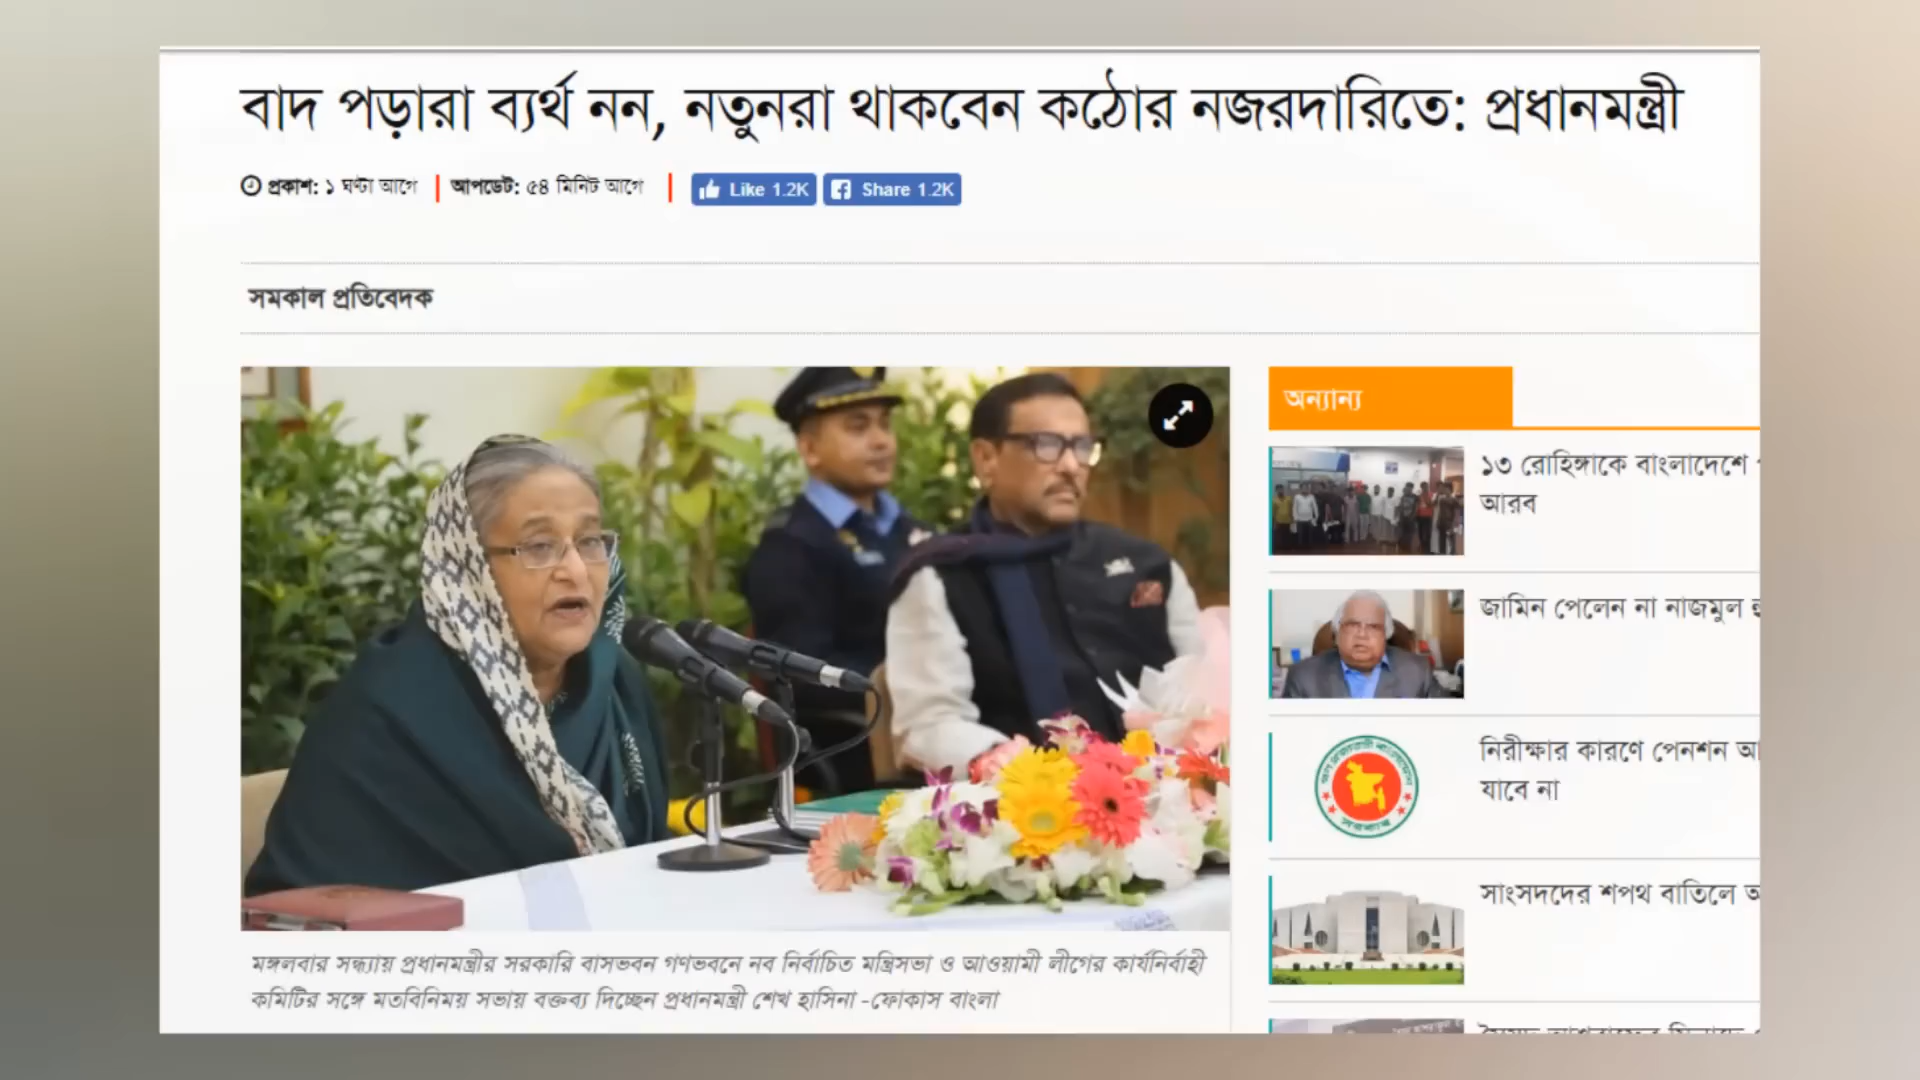 বাদ পড়ারা ব্যর্থ নন, নতুনরা থাকবেন কঠোর নজরদারিতে: প্রধানমন্ত্রী
প্রকাশ: ১ ঘণ্টা আগে | আপডেট: ৫৪ মিনিট আগে | Like 1.2K Share 1.2K
সমকাল প্রতিবেদক
মঙ্গলবার সন্ধ্যায় প্রধানমন্ত্রীর সরকারি বাসভবন গণভবনে নব নির্বাচিত মন্ত্রিসভা ও আওয়ামী লীগের কার্যনির্বাহী
কমিটির সঙ্গে মতবিনিময় সভায় বক্তব্য দিচ্ছেন প্রধানমন্ত্রী শেখ হাসিনা -ফোকাস বাংলা
অন্যান্য
১৩ রোহিঙ্গাকে বাংলাদেশে
আরব
জামিন পেলেন না নাজমুল
নিরীক্ষার কারণে পেনশন
যাবে না
সাংসদদের শপথ বাতিলে